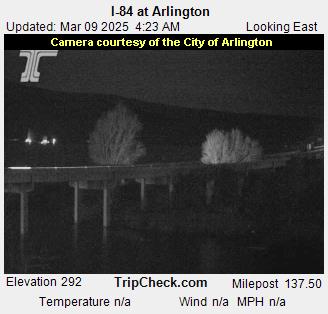 I-84 at Arlington
Updated: Mar 09 2025 4:23 AM Looking East
Camera courtesy of the City of Arlington
Elevation 292 TripCheck.com Milepost 137.50
Temperature n/a Wind n/a MPH n/a